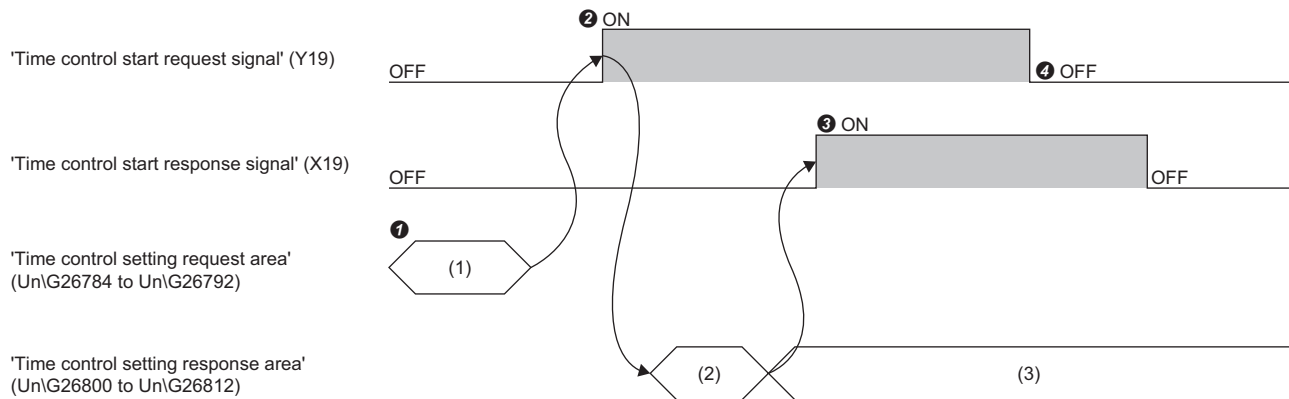 ❷ ON
'Time control start request signal' (Y19)
OFF
❹ OFF
❸ ON
'Time control start response signal' (X19)
OFF
OFF
❶
'Time control setting request area'
(Un\G26784 to Un\G26792)
(1)
'Time control setting response area'
(Un\G26800 to Un\G26812)
(2)
(3)